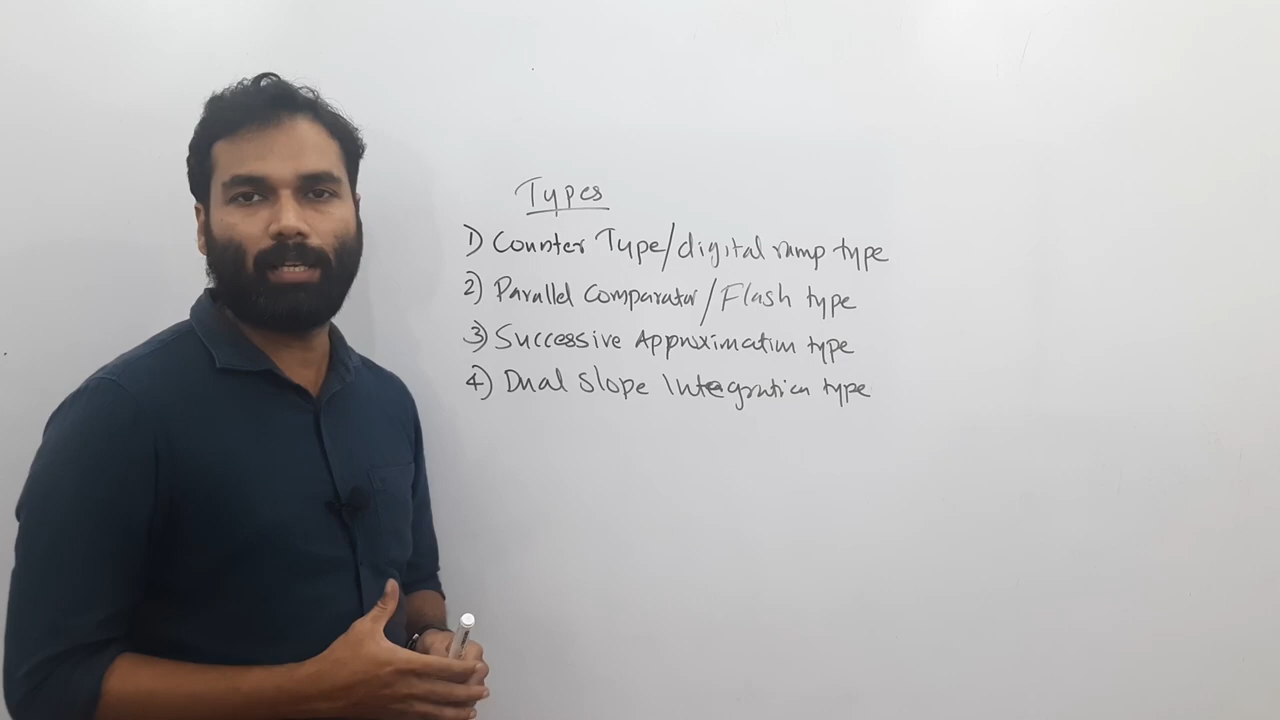 Types
1) Counter Type/digital ramp type
2) Parallel Comparator/Flash type
3) Successive Approximation type
4) Dual Slope Integration type